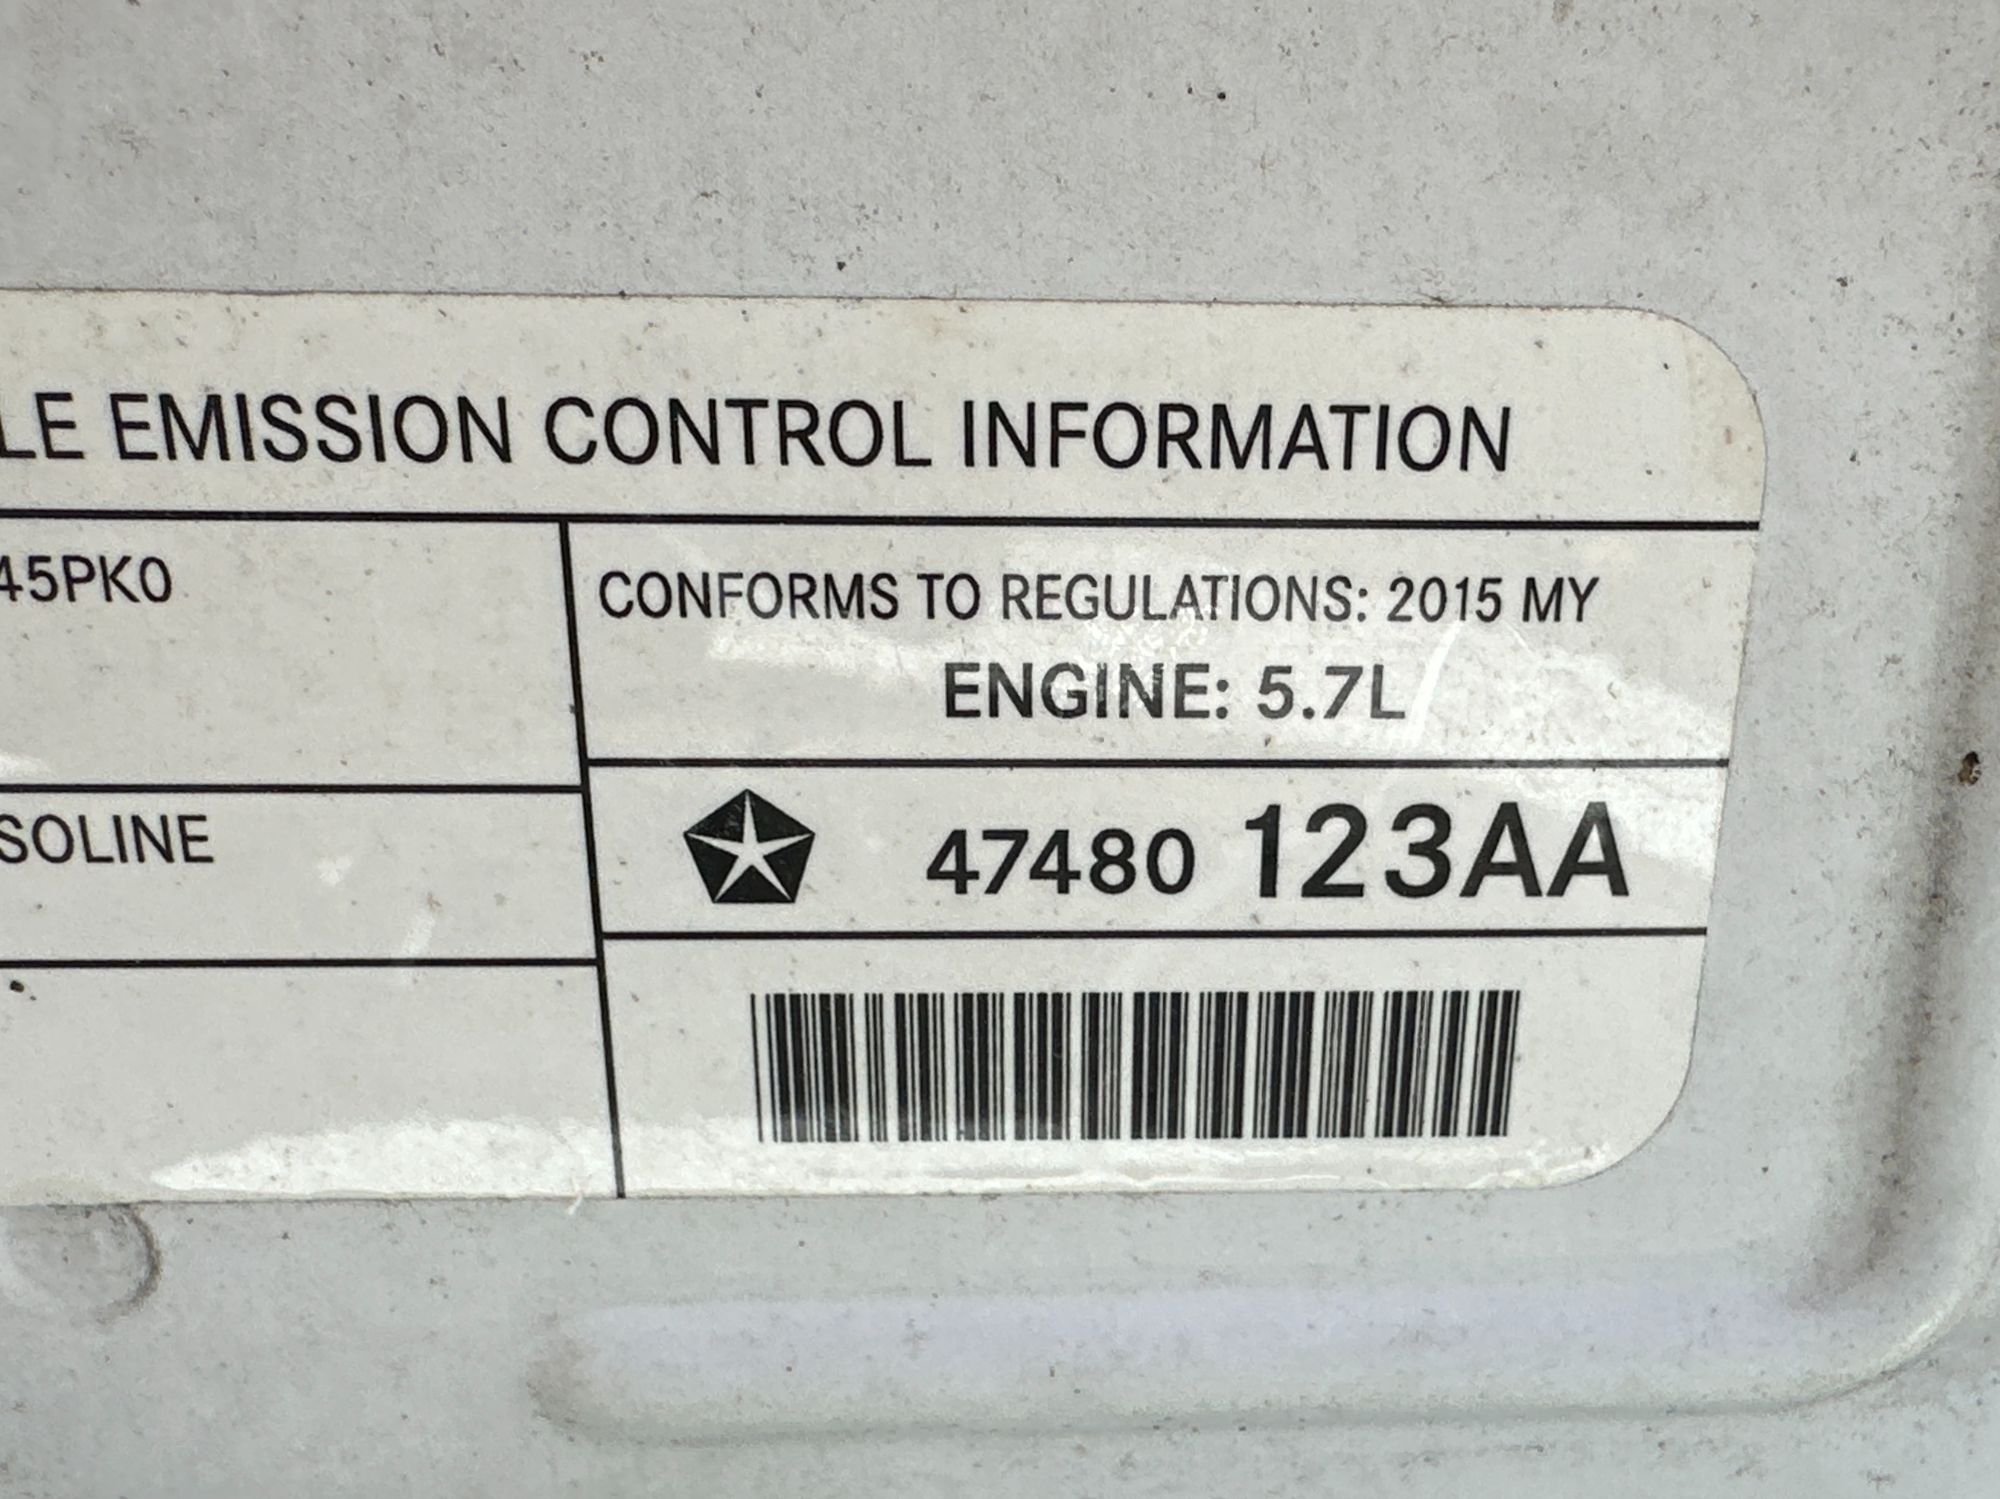 LE EMISSION CONTROL INFORMATION
45PK0
CONFORMS TO REGULATIONS: 2015 MY
ENGINE: 5.7L
SOLINE
47480 123AA